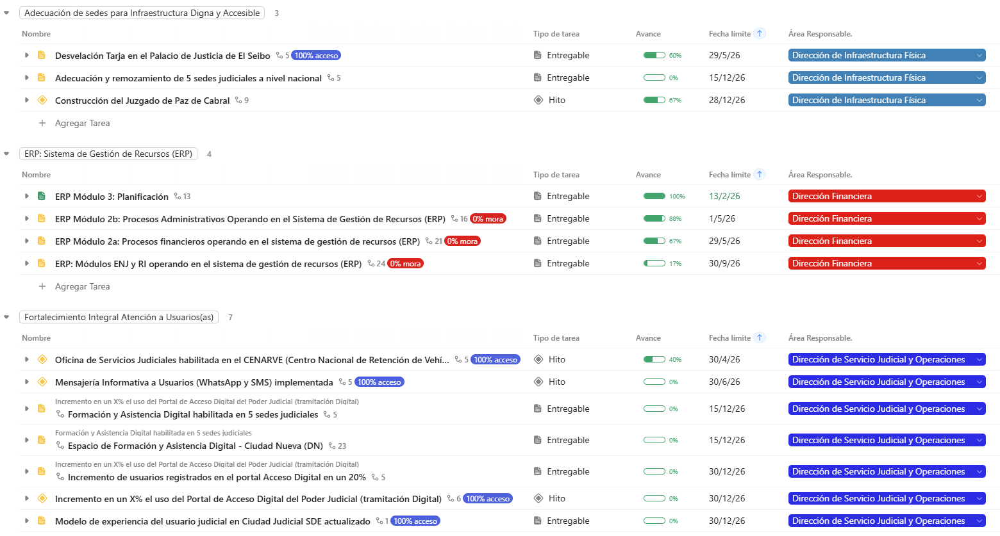 Adecuación de sedes para Infraestructura Digna y Accesible 3
Nombre Tipo de tarea Avance Fecha límite Área Responsable.
Desvelación Tarja en el Palacio de Justicia de El Seibo 5 100% acceso Entregable 60% 29/5/26 Dirección de Infraestructura Física
Adecuación y remozamiento de 5 sedes judiciales a nivel nacional 5 Entregable 0% 15/12/26 Dirección de Infraestructura Física
Construcción del Juzgado de Paz de Cabral 9 Hito 67% 28/12/26 Dirección de Infraestructura Física
Agregar Tarea
ERP: Sistema de Gestión de Recursos (ERP) 4
Nombre Tipo de tarea Avance Fecha límite Área Responsable.
ERP Módulo 3: Planificación 13 Entregable 100% 13/2/26 Dirección Financiera
ERP Módulo 2b: Procesos Administrativos Operando en el Sistema de Gestión de Recursos (ERP) 16 0% mora Entregable 88% 1/5/26 Dirección Financiera
ERP Módulo 2a: Procesos financieros operando en el sistema de gestión de recursos (ERP) 21 0% mora Entregable 67% 29/5/26 Dirección Financiera
ERP: Módulos ENJ y RI operando en el sistema de gestión de recursos (ERP) 24 0% mora Entregable 17% 30/9/26 Dirección Financiera
Agregar Tarea
Fortalecimiento Integral Atención a Usuarios(as) 7
Nombre Tipo de tarea Avance Fecha límite Área Responsable.
Oficina de Servicios Judiciales habilitada en el CENARVE (Centro Nacional de Retención de Vehí... 5 100% acceso Hito 40% 30/4/26 Dirección de Servicio Judicial y Operaciones
Mensajería Informativa a Usuarios (WhatsApp y SMS) implementada 5 100% acceso Hito 0% 30/6/26 Dirección de Servicio Judicial y Operaciones
Incremento en un X% el uso del Portal de Acceso Digital del Poder Judicial (tramitación Digital)
Formación y Asistencia Digital habilitada en 5 sedes judiciales 5 Entregable 0% 15/12/26 Dirección de Servicio Judicial y Operaciones
Formación y Asistencia Digital habilitada en 5 sedes judiciales
Espacio de Formación y Asistencia Digital - Ciudad Nueva (DN) 23 Entregable 0% 15/12/26 Dirección de Servicio Judicial y Operaciones
Incremento en un X% el uso del Portal de Acceso Digital del Poder Judicial (tramitación Digital)
Incremento de usuarios registrados en el portal Acceso Digital en un 20% 5 Entregable 0% 30/12/26 Dirección de Servicio Judicial y Operaciones
Incremento en un X% el uso del Portal de Acceso Digital del Poder Judicial (tramitación Digital) 6 100% acceso Hito 0% 30/12/26 Dirección de Servicio Judicial y Operaciones
Modelo de experiencia del usuario judicial en Ciudad Judicial SDE actualizado 1 100% acceso Entregable 0% 30/12/26 Dirección de Servicio Judicial y Operaciones